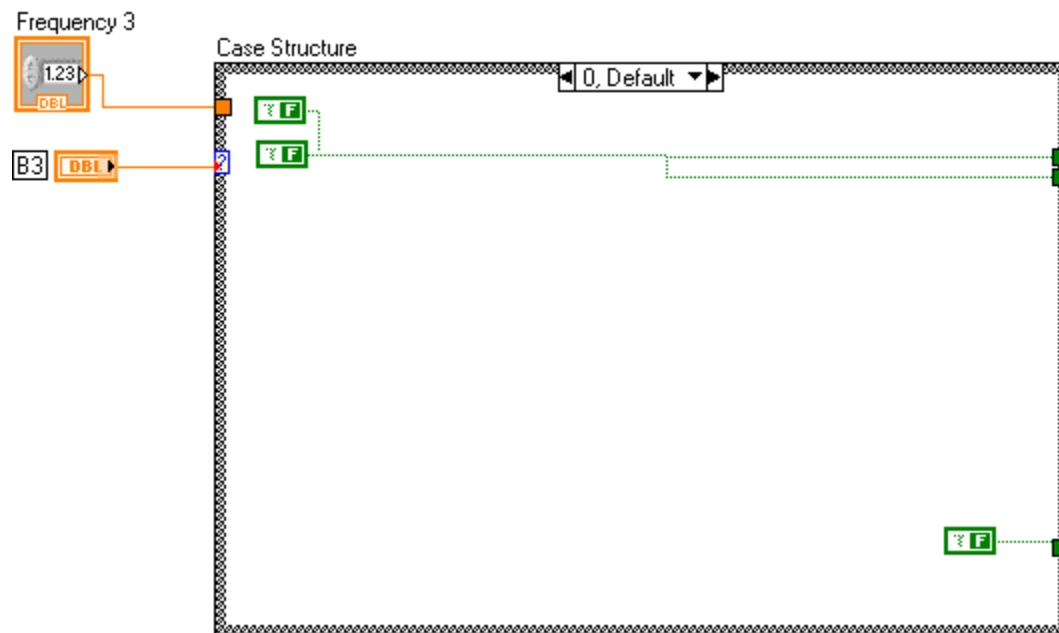 Frequency 3
1.23
DBL
Case Structure
0, Default
F
F
B3
DBL
?
F